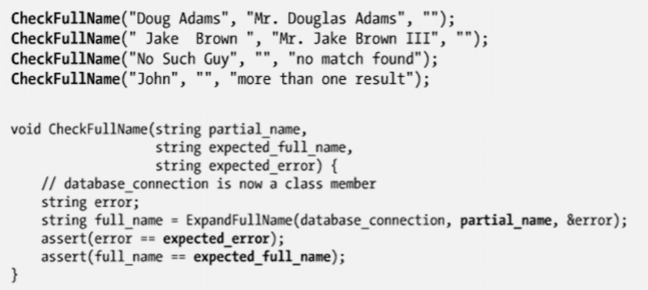 CheckFullName("Doug Adams", "Mr. Douglas Adams", "");
CheckFullName(" Jake  Brown ", "Mr. Jake Brown III", "");
CheckFullName("No Such Guy", "", "no match found");
CheckFullName("John", "", "more than one result");
void CheckFullName(string partial_name,
                   string expected_full_name,
                   string expected_error) {
    // database_connection is now a class member
    string error;
    string full_name = ExpandFullName(database_connection, partial_name, &error);
    assert(error == expected_error);
    assert(full_name == expected_full_name);
}